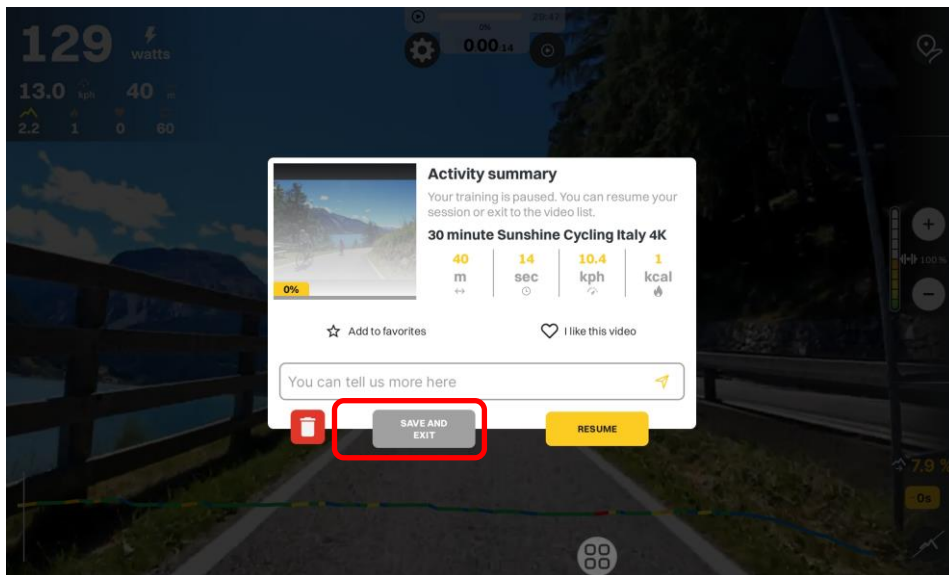 129 watts
29:47
0%
0:00:14
13.0 kph 40 m
2.2 1 0 60
Activity summary
Your training is paused. You can resume your
session or exit to the video list.
30 minute Sunshine Cycling Italy 4K
40 14 10.4 1
m sec kph kcal
0%
Add to favorites I like this video
You can tell us more here
SAVE AND
EXIT
RESUME
100%
7.9 %
-0s